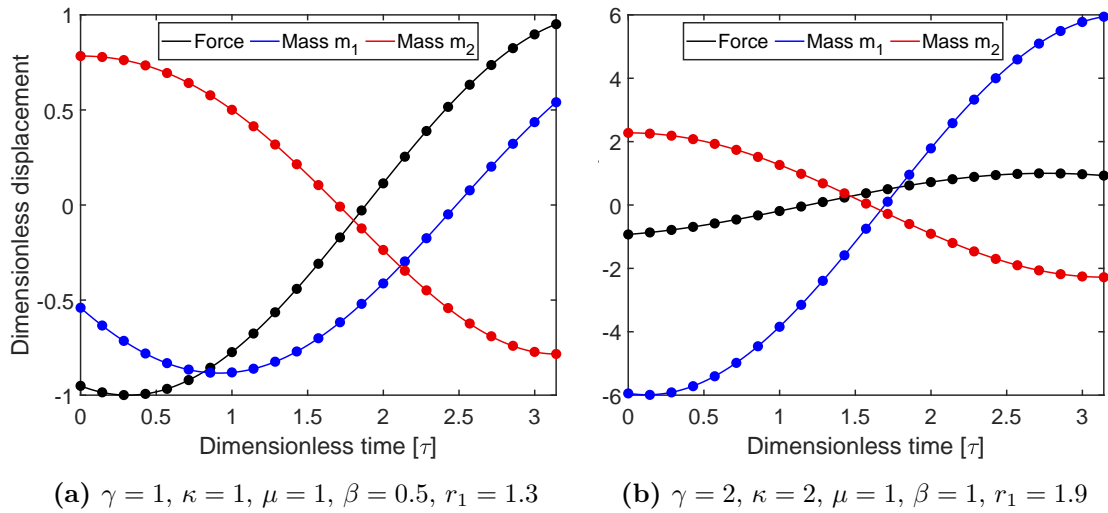 Force Mass m1 Mass m2
Dimensionless displacement
1
0.5
0
-0.5
-1
0 0.5 1 1.5 2 2.5 3
Dimensionless time [τ]
(a) γ = 1, κ = 1, μ = 1, β = 0.5, r1 = 1.3
Force Mass m1 Mass m2
6
4
2
0
-2
-4
-6
0 0.5 1 1.5 2 2.5 3
Dimensionless time [τ]
(b) γ = 2, κ = 2, μ = 1, β = 1, r1 = 1.9